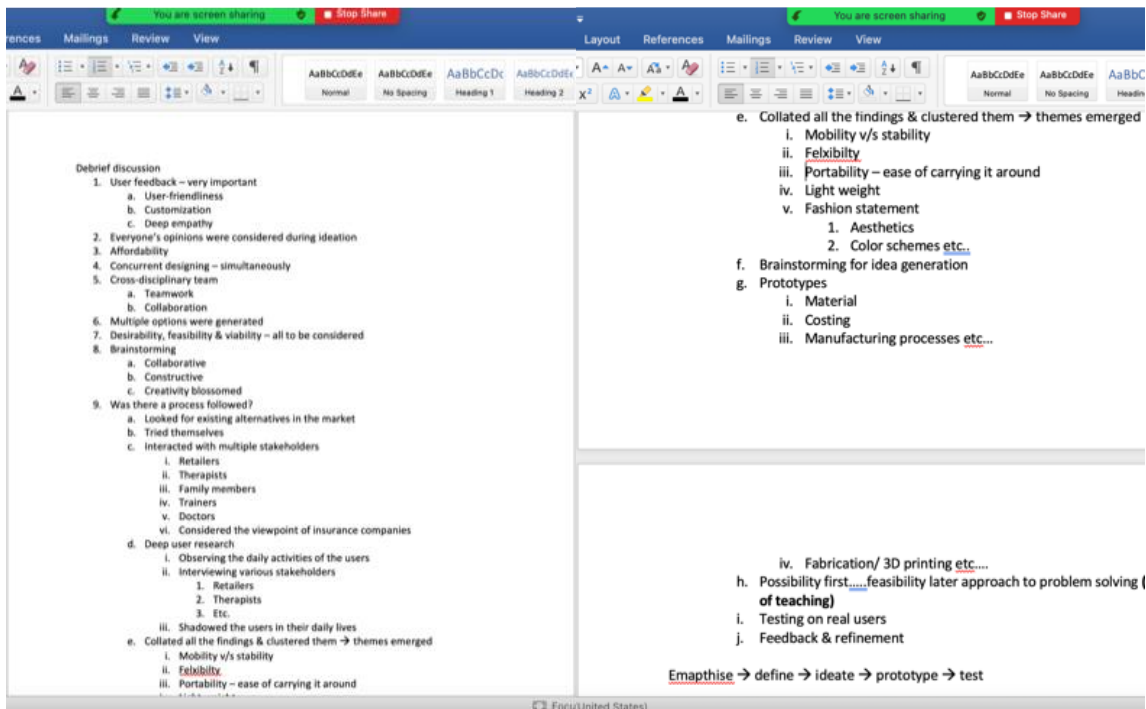 You are screen sharing
Stop Share
ences Mailings Review View
AaBbCcDdEe AaBbCcDdEe AaBbCcDc AaBbCcDdEe
Normal No Spacing Heading 1 Heading 2
Debrief discussion
1. User feedback – very important
a. User-friendliness
b. Customization
c. Deep empathy
2. Everyone's opinions were considered during ideation
3. Affordability
4. Concurrent designing – simultaneously
5. Cross-disciplinary team
a. Teamwork
b. Collaboration
6. Multiple options were generated
7. Desirability, feasibility & viability – all to be considered
8. Brainstorming
a. Collaborative
b. Constructive
c. Creativity blossomed
9. Was there a process followed?
a. Looked for existing alternatives in the market
b. Tried themselves
c. Interacted with multiple stakeholders
i. Retailers
ii. Therapists
iii. Family members
iv. Trainers
v. Doctors
vi. Considered the viewpoint of insurance companies
d. Deep user research
i. Observing the daily activities of the users
ii. Interviewing various stakeholders
1. Retailers
2. Therapists
3. Etc.
iii. Shadowed the users in their daily lives
e. Collated all the findings & clustered them → themes emerged
i. Mobility v/s stability
ii. Felxibilty
iii. Portability – ease of carrying it around
You are screen sharing
Stop Share
Layout References Mailings Review View
AaBbCcDdEe AaBbCcDdEe AaBbC
Normal No Spacing Headin
e. Collated all the findings & clustered them → themes emerged
i. Mobility v/s stability
ii. Felxibilty
iii. Portability – ease of carrying it around
iv. Light weight
v. Fashion statement
1. Aesthetics
2. Color schemes etc..
f. Brainstorming for idea generation
g. Prototypes
i. Material
ii. Costing
iii. Manufacturing processes etc...
iv. Fabrication/ 3D printing etc....
h. Possibility first.....feasibility later approach to problem solving (
of teaching)
i. Testing on real users
j. Feedback & refinement
Emapthise → define → ideate → prototype → test